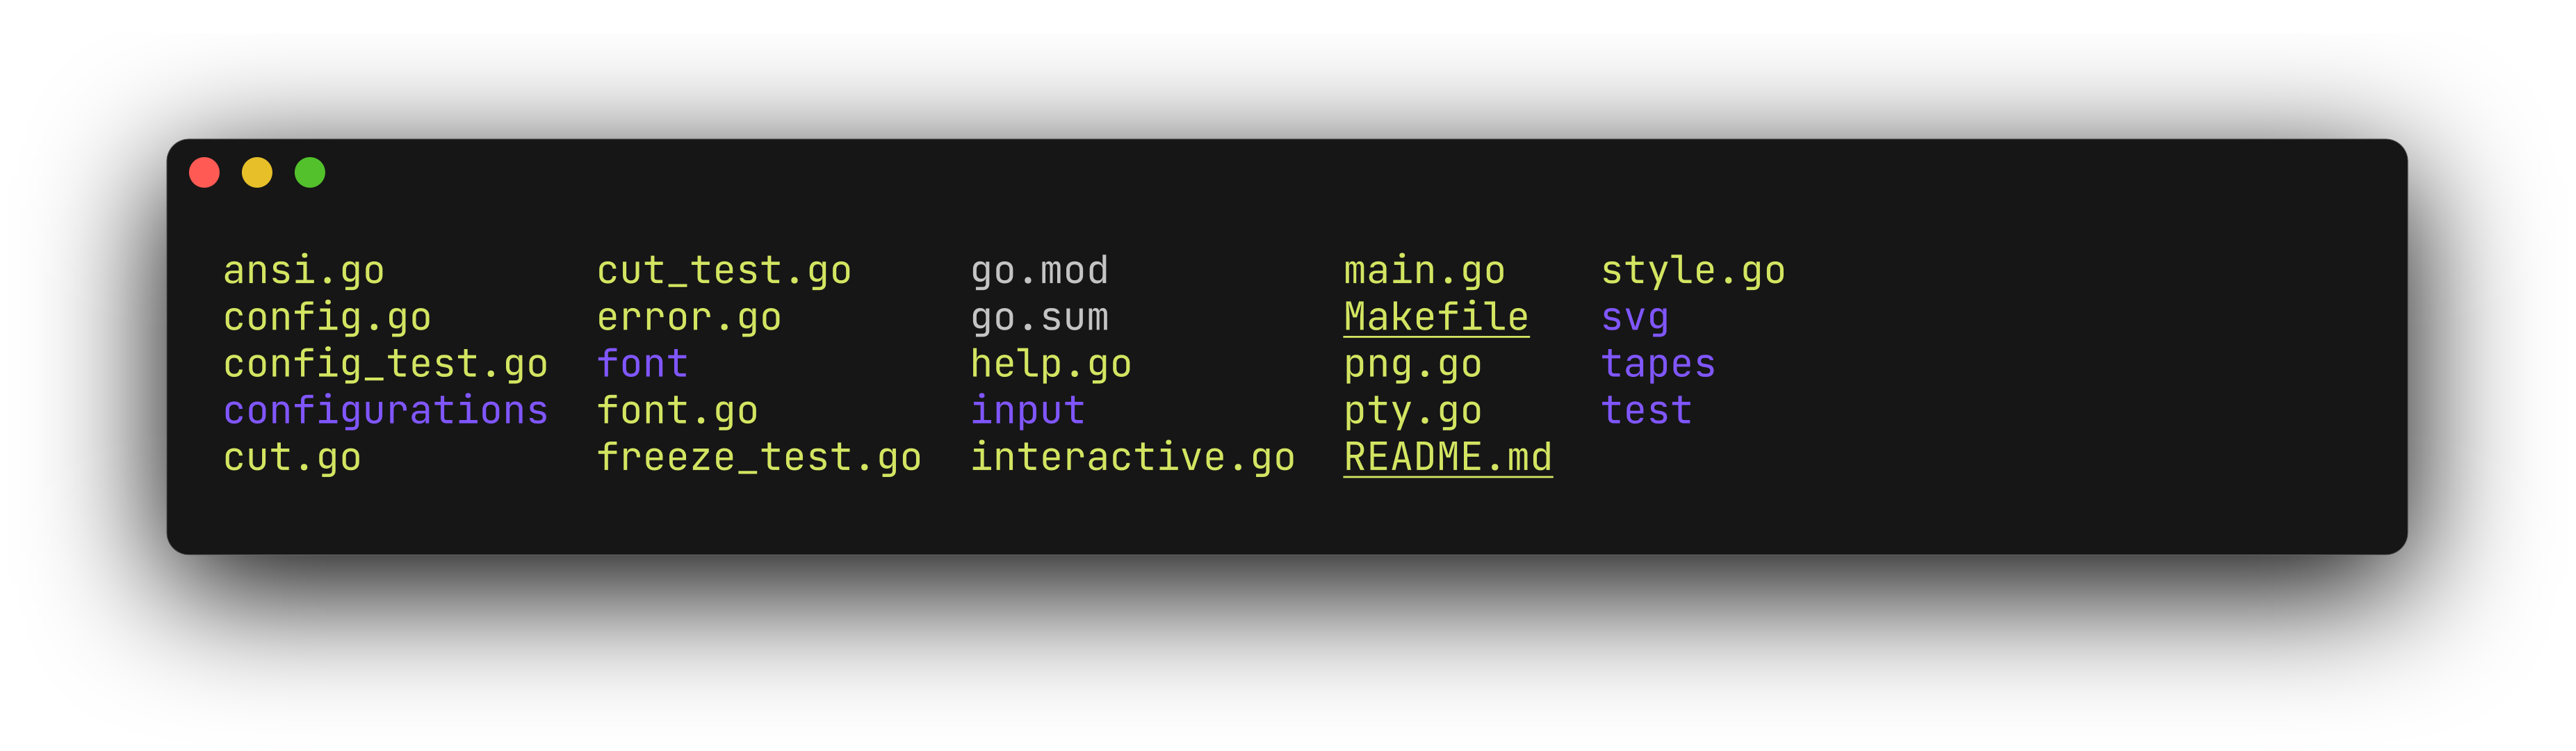 ansi.go cut_test.go go.mod main.go style.go
config.go error.go go.sum Makefile svg
config_test.go font help.go png.go tapes
configurations font.go input pty.go test
cut.go freeze_test.go interactive.go README.md